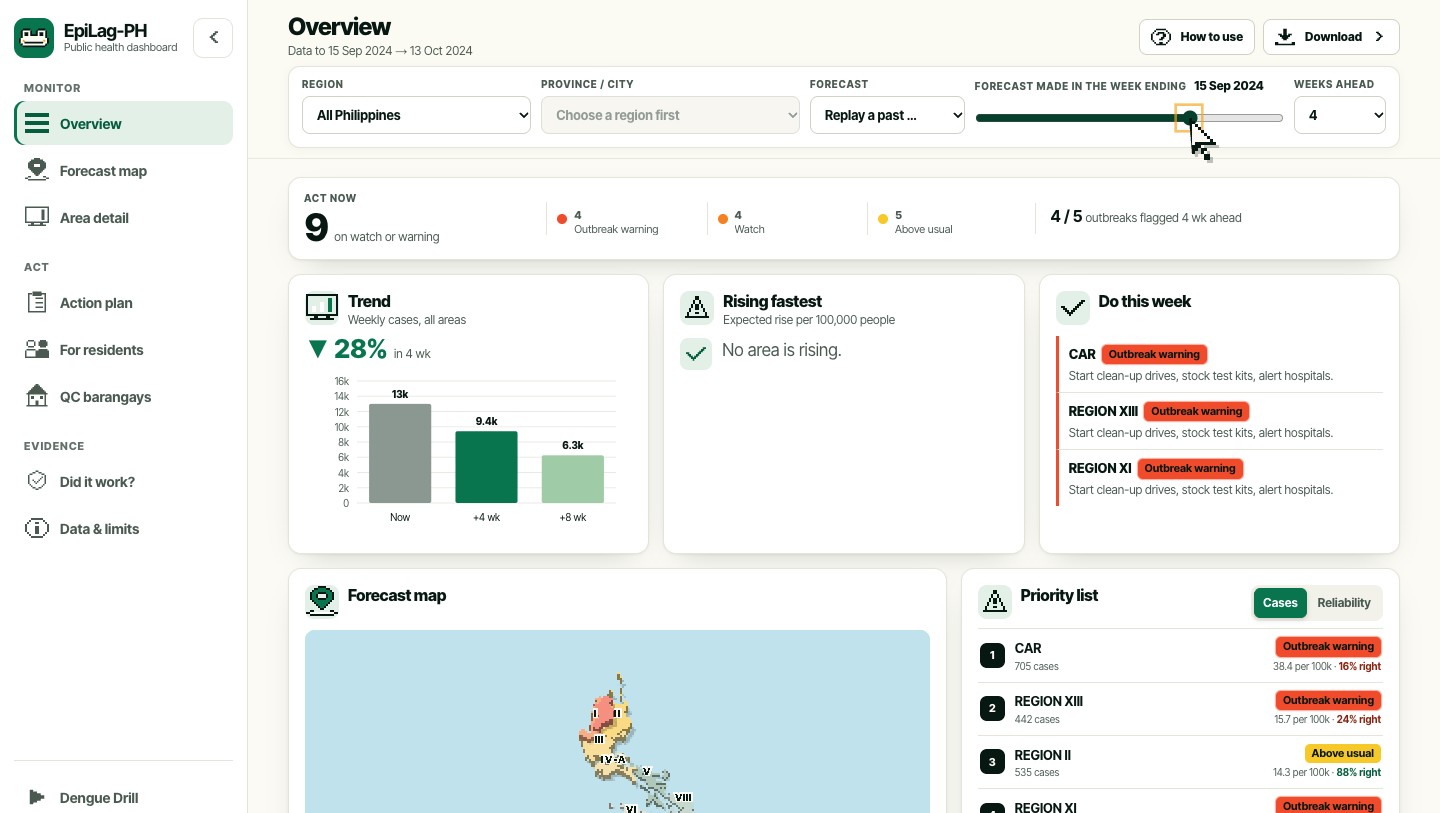 EpiLag-PH
Public health dashboard
MONITOR
Overview
Forecast map
Area detail
ACT
Action plan
For residents
QC barangays
EVIDENCE
Did it work?
Data & limits
Dengue Drill
Overview
Data to 15 Sep 2024 → 13 Oct 2024
How to use
Download
REGION
All Philippines
PROVINCE / CITY
Choose a region first
FORECAST
Replay a past ...
FORECAST MADE IN THE WEEK ENDING 15 Sep 2024
WEEKS AHEAD
4
ACT NOW
9 on watch or warning
4
Outbreak warning
4
Watch
5
Above usual
4 / 5 outbreaks flagged 4 wk ahead
Trend
Weekly cases, all areas
▼ 28% in 4 wk
16k
14k
12k
10k
8k
6k
4k
2k
0
13k
9.4k
6.3k
Now
+4 wk
+8 wk
Rising fastest
Expected rise per 100,000 people
No area is rising.
Do this week
CAR Outbreak warning
Start clean-up drives, stock test kits, alert hospitals.
REGION XIII Outbreak warning
Start clean-up drives, stock test kits, alert hospitals.
REGION XI Outbreak warning
Start clean-up drives, stock test kits, alert hospitals.
Forecast map
I
II
III
IV-A
V
VIII
VI
Priority list
Cases
Reliability
1
CAR
Outbreak warning
705 cases
38.4 per 100k · 16% right
2
REGION XIII
Outbreak warning
442 cases
15.7 per 100k · 24% right
3
REGION II
Above usual
535 cases
14.3 per 100k · 88% right
REGION XI
Outbreak warning